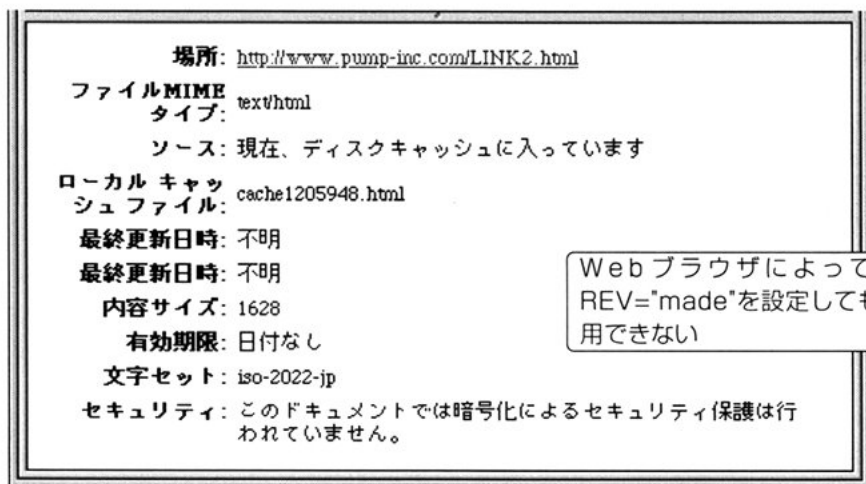 場所: http://www.pump-inc.com/LINK2.html
ファイルMIME
タイプ: text/html
ソース: 現在、ディスクキャッシュに入っています
ローカル キャッ
シュ ファイル: cache1205948.html
最終更新日時: 不明
最終更新日時: 不明
内容サイズ: 1628
有効期限: 日付なし
文字セット: iso-2022-jp
セキュリティ: このドキュメントでは暗号化によるセキュリティ保護は行
われていません。
Webブラウザによって
REV="made"を設定しても
用できない